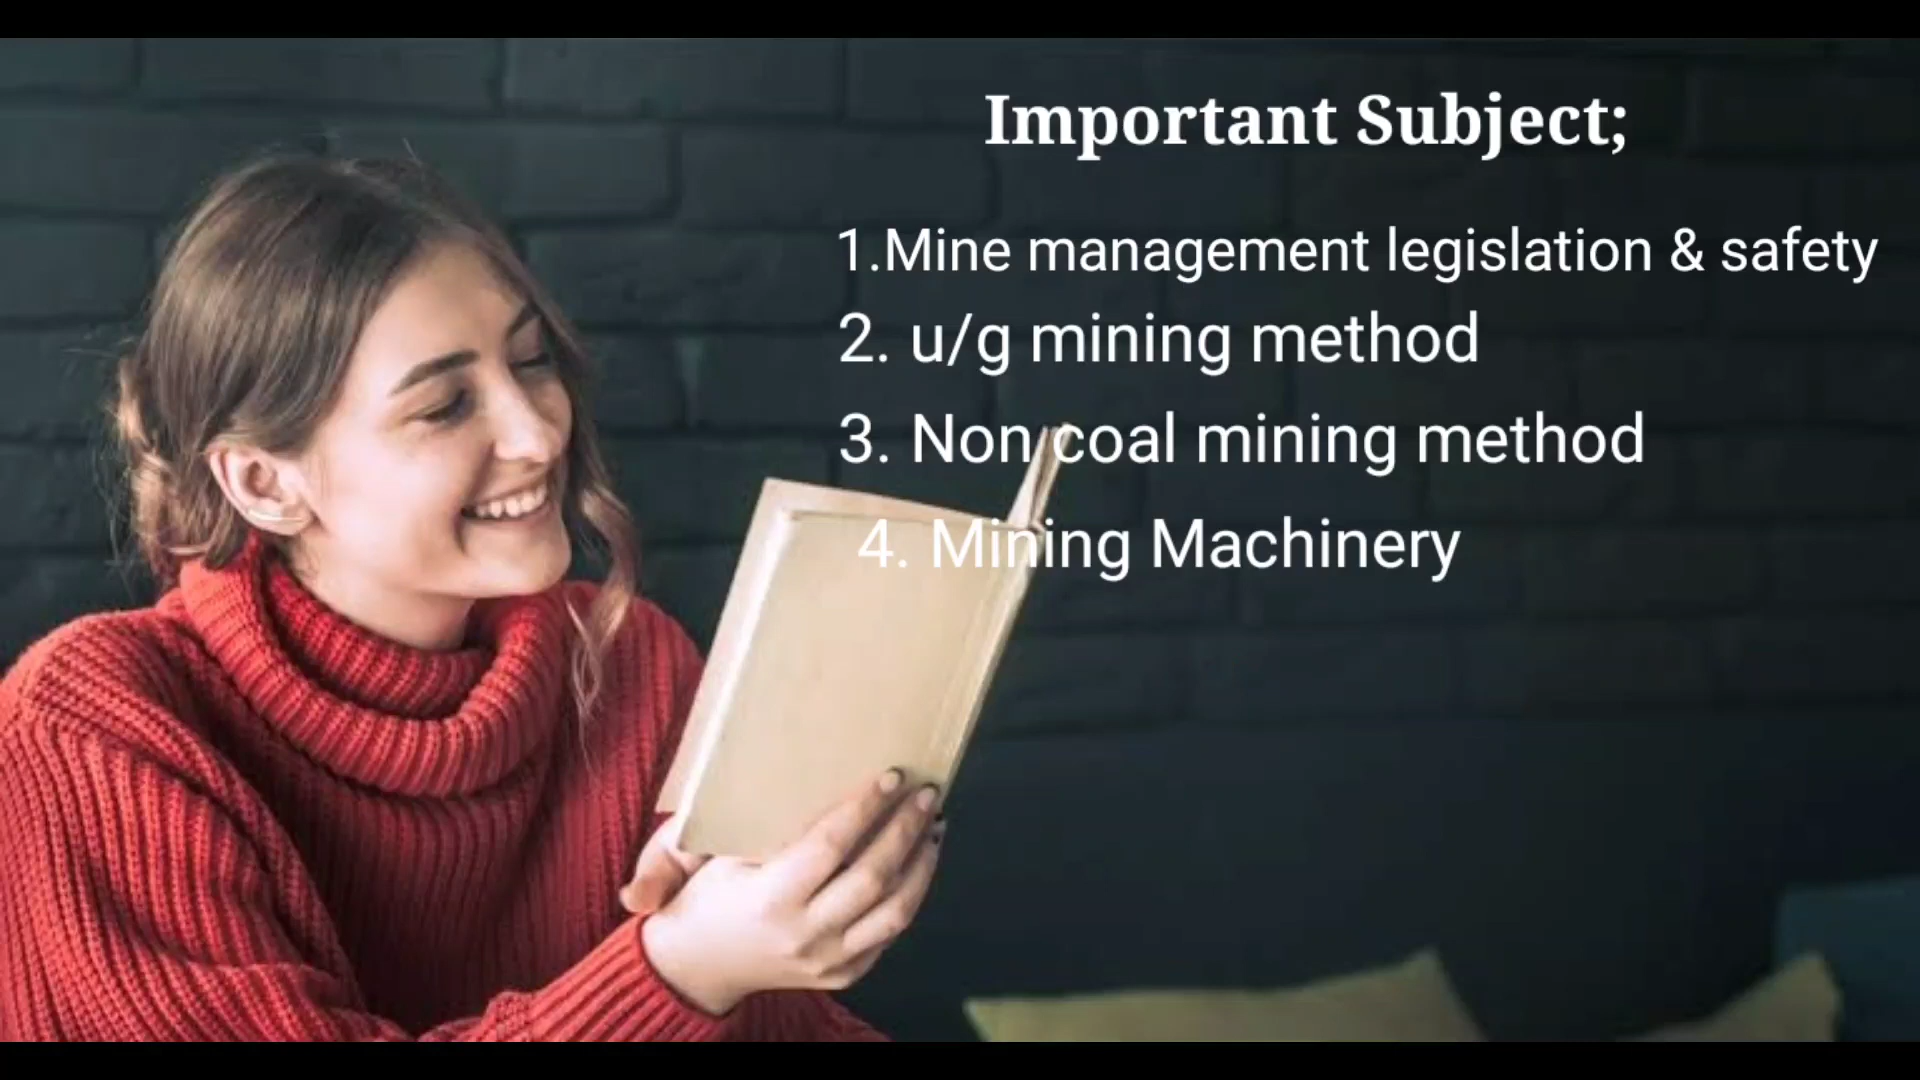 Important Subject;
1.Mine management legislation & safety
2. u/g mining method
3. Non coal mining method
4. Mining Machinery